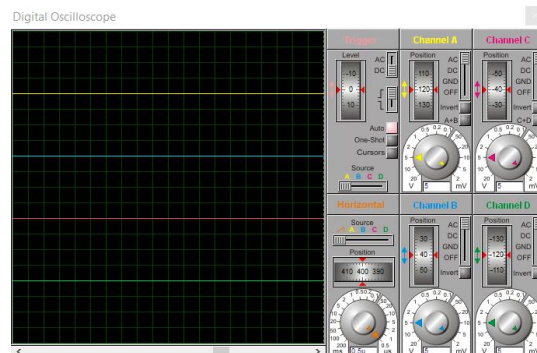 Digital Oscilloscope
Trigger
Level
-10
0
10
AC
DC
Auto
One-Shot
Cursors
Source
A B C D
Channel A
Position
110
120
130
AC
DC
GND
OFF
Invert
A+B
V 5 mV
Channel C
Position
-50
-40
-30
AC
DC
GND
OFF
Invert
C+D
V 5 mV
Horizontal
Source
A B C D
Position
410 400 390
ms 0.5u µs
Channel B
Position
30
40
50
AC
DC
GND
OFF
Invert
V 5 mV
Channel D
Position
-130
-120
-110
AC
DC
GND
OFF
Invert
V 5 mV